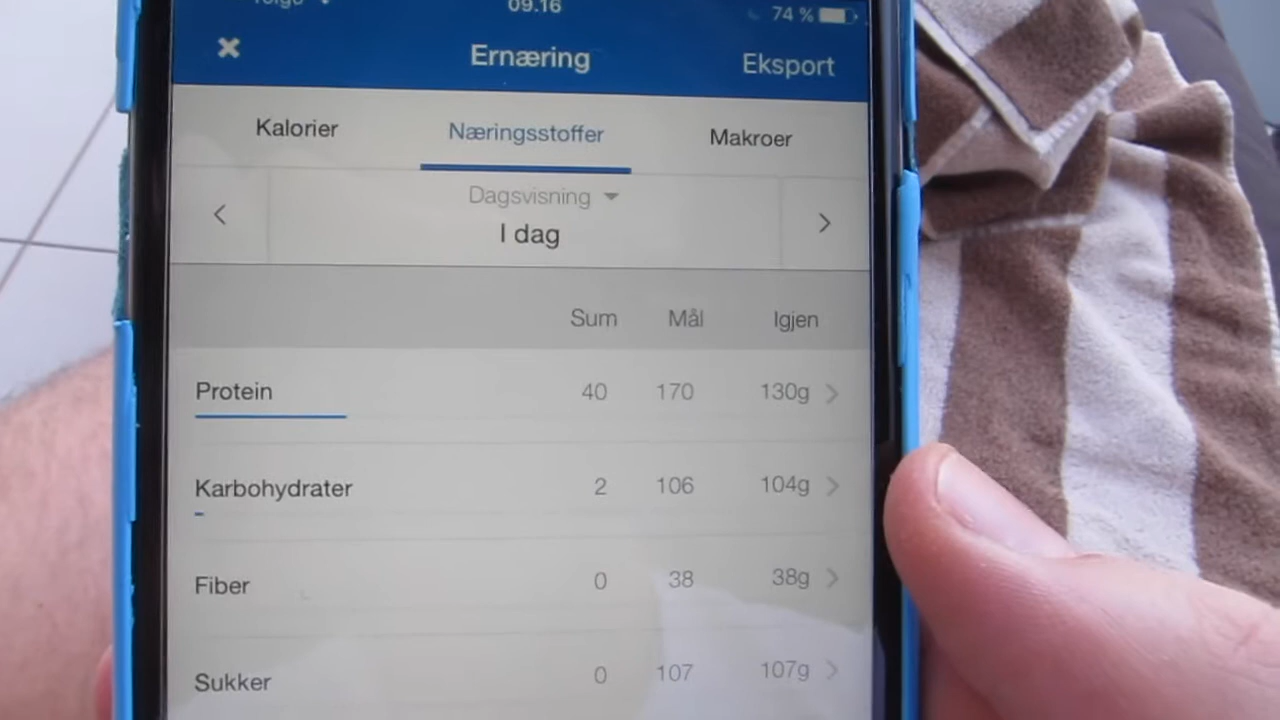 09.16
74 %
Ernæring
Eksport
Kalorier
Næringsstoffer
Makroer
Dagsvisning
I dag
Sum Mål Igjen
Protein 40 170 130g
Karbohydrater 2 106 104g
Fiber 0 38 38g
Sukker 0 107 107g